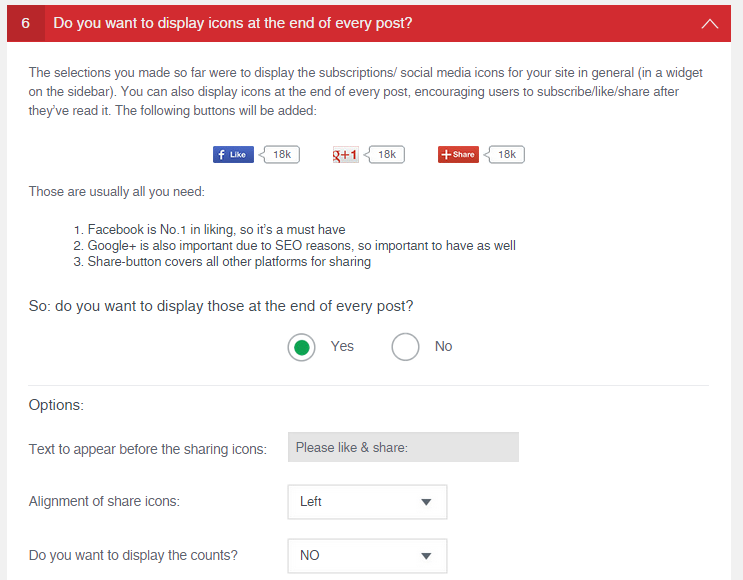 6 Do you want to display icons at the end of every post?
The selections you made so far were to display the subscriptions/ social media icons for your site in general (in a widget
on the sidebar). You can also display icons at the end of every post, encouraging users to subscribe/like/share after
they've read it. The following buttons will be added:
f Like 18k g+1 18k +Share 18k
Those are usually all you need:
1. Facebook is No.1 in liking, so it's a must have
2. Google+ is also important due to SEO reasons, so important to have as well
3. Share-button covers all other platforms for sharing
So: do you want to display those at the end of every post?
Yes No
Options:
Text to appear before the sharing icons: Please like & share:
Alignment of share icons: Left
Do you want to display the counts? NO